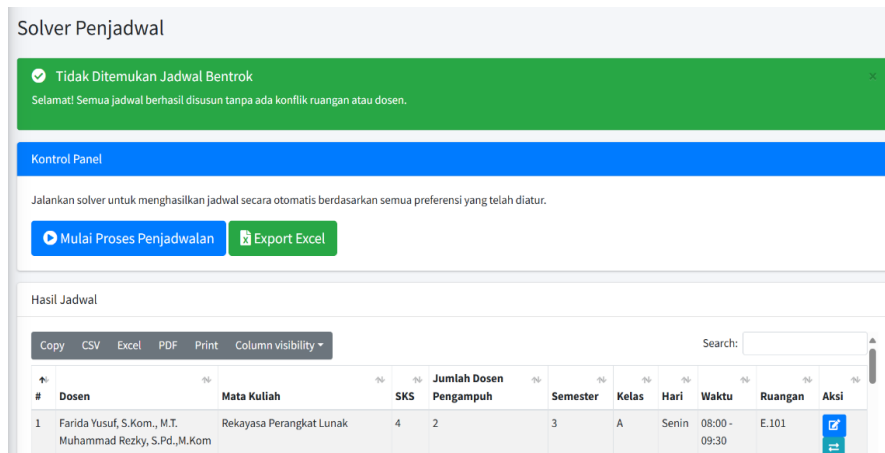 Solver Penjadwal
Tidak Ditemukan Jadwal Bentrok
×
Selamat! Semua jadwal berhasil disusun tanpa ada konflik ruangan atau dosen.
Kontrol Panel
Jalankan solver untuk menghasilkan jadwal secara otomatis berdasarkan semua preferensi yang telah diatur.
Mulai Proses Penjadwalan Export Excel
Hasil Jadwal
Copy CSV Excel PDF Print Column visibility Search:
# Dosen Mata Kuliah SKS Jumlah Dosen Pengampuh Semester Kelas Hari Waktu Ruangan Aksi
1 Farida Yusuf, S.Kom., M.T. Rekayasa Perangkat Lunak 4 2 3 A Senin 08:00 - E.101
Muhammad Rezky, S.Pd.,M.Kom 09:30